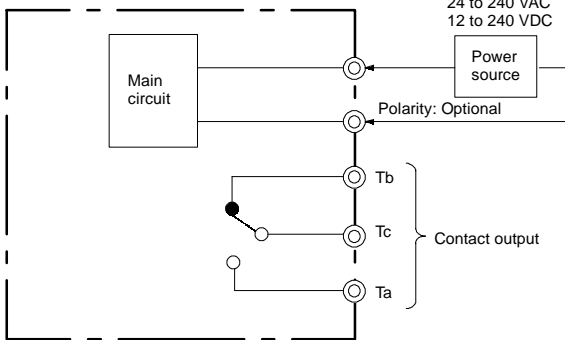 24 to 240 VAC
12 to 240 VDC
Power
source
Main
circuit
Polarity: Optional
Tb
Tc
Contact output
Ta